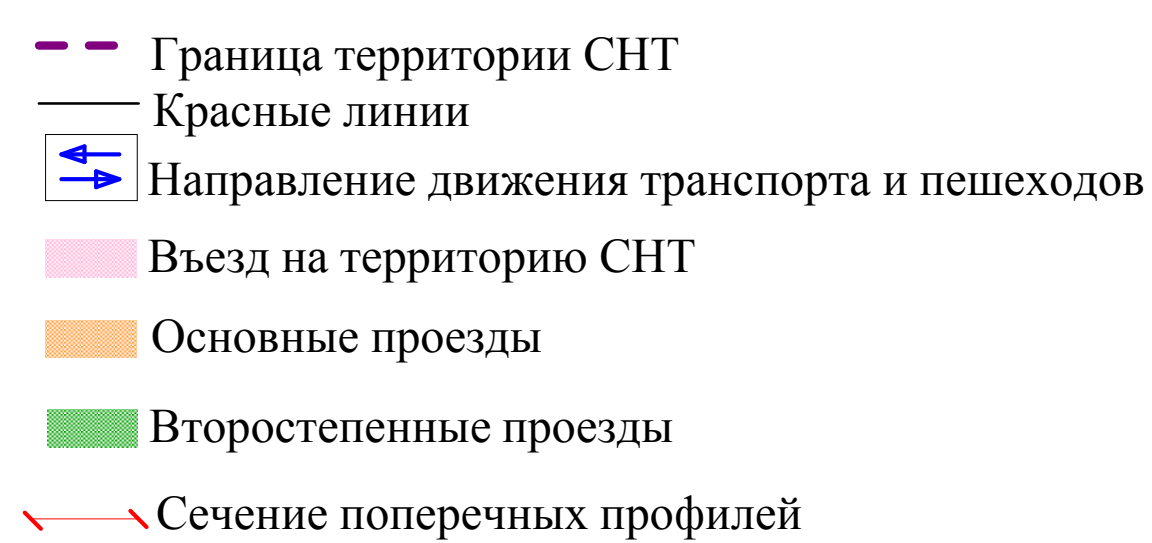 Граница территории СНТ
Красные линии
Направление движения транспорта и пешеходов
Въезд на территорию СНТ
Основные проезды
Второстепенные проезды
Сечение поперечных профилей